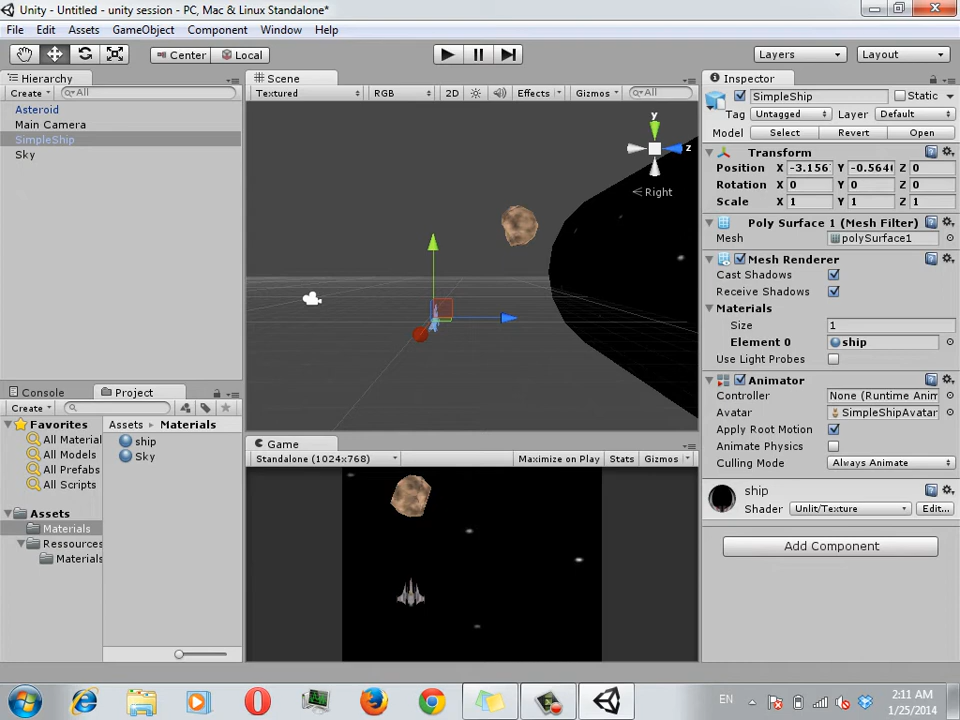 Unity - Untitled - unity session - PC, Mac & Linux Standalone*
File Edit Assets GameObject Component Window Help
Center Local Layers Layout
Hierarchy
Create All
Asteroid
Main Camera
SimpleShip
Sky
Console Project
Create
Favorites
All Material
All Models
All Prefabs
All Scripts
Assets
Materials
Ressources
Materials
Assets Materials
ship
Sky
Scene
Textured RGB 2D Effects Gizmos All
y
z
Right
Game
Standalone (1024x768) Maximize on Play Stats Gizmos
Inspector
SimpleShip Static
Tag Untagged Layer Default
Model Select Revert Open
Transform
Position X -3.156 Y -0.564 Z 0
Rotation X 0 Y 0 Z 0
Scale X 1 Y 1 Z 1
Poly Surface 1 (Mesh Filter)
Mesh polySurface1
Mesh Renderer
Cast Shadows
Receive Shadows
Materials
Size 1
Element 0 ship
Use Light Probes
Animator
Controller None (Runtime Anim
Avatar SimpleShipAvatar
Apply Root Motion
Animate Physics
Culling Mode Always Animate
ship
Shader Unlit/Texture Edit...
Add Component
EN 2:11 AM
1/25/2014